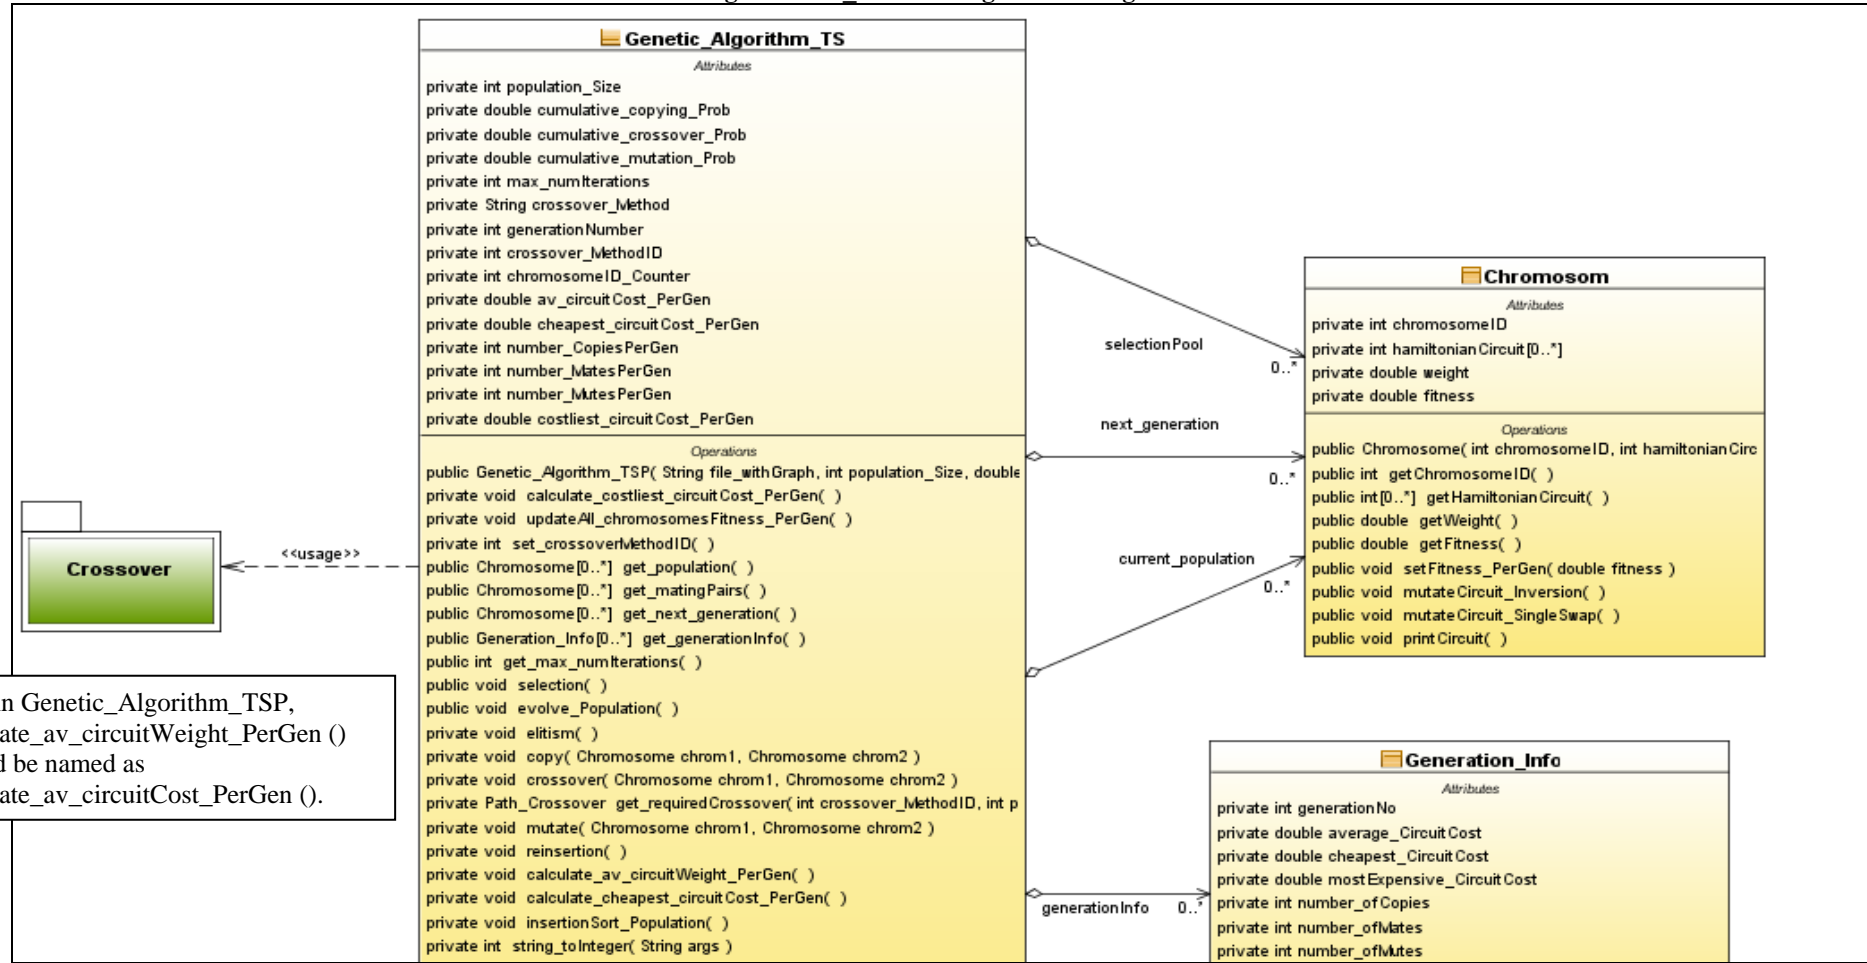 Genetic_Algorithm_TS
Attributes
private int population_Size
private double cumulative_copying_Prob
private double cumulative_crossover_Prob
private double cumulative_mutation_Prob
private int max_numIterations
private String crossover_Method
private int generationNumber
private int crossover_MethodID
private int chromosomeID_Counter
private double av_circuitCost_PerGen
private double cheapest_circuitCost_PerGen
private int number_CopiesPerGen
private int number_MatesPerGen
private int number_MutesPerGen
private double costliest_circuitCost_PerGen
Operations
public Genetic_Algorithm_TSP( String file_withGraph, int population_Size, double
private void calculate_costliest_circuitCost_PerGen( )
private void updateAll_chromosomesFitness_PerGen( )
private int set_crossoverMethodID( )
public Chromosome[0..*] get_population( )
public Chromosome[0..*] get_matingPairs( )
public Chromosome[0..*] get_next_generation( )
public Generation_Info[0..*] get_generationInfo( )
public int get_max_numIterations( )
public void selection( )
public void evolve_Population( )
private void elitism( )
private void copy( Chromosome chrom1, Chromosome chrom2 )
private void crossover( Chromosome chrom1, Chromosome chrom2 )
private Path_Crossover get_requiredCrossover( int crossover_MethodID, int p
private void mutate( Chromosome chrom1, Chromosome chrom2 )
private void reinsertion( )
private void calculate_av_circuitWeight_PerGen( )
private void calculate_cheapest_circuitCost_PerGen( )
private void insertionSort_Population( )
private int string_toInteger( String args )
Crossover
<<usage>>
n Genetic_Algorithm_TSP,
ate_av_circuitWeight_PerGen ()
d be named as
ate_av_circuitCost_PerGen ().
selectionPool
0..*
next_generation
0..*
current_population
0..*
generationInfo 0..*
Chromosom
Attributes
private int chromosomeID
private int hamiltonianCircuit[0..*]
private double weight
private double fitness
Operations
public Chromosome( int chromosomeID, int hamiltonianCirc
public int getChromosomeID( )
public int[0..*] getHamiltonianCircuit( )
public double getWeight( )
public double getFitness( )
public void setFitness_PerGen( double fitness )
public void mutateCircuit_Inversion( )
public void mutateCircuit_SingleSwap( )
public void printCircuit( )
Generation_Info
Attributes
private int generationNo
private double average_CircuitCost
private double cheapest_CircuitCost
private double mostExpensive_CircuitCost
private int number_ofCopies
private int number_ofMates
private int number_ofMutes